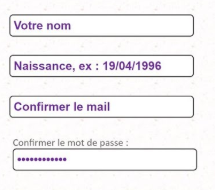 Votre nom
Naissance, ex : 19/04/1996
Confirmer le mail
Confirmer le mot de passe :
••••••••••••